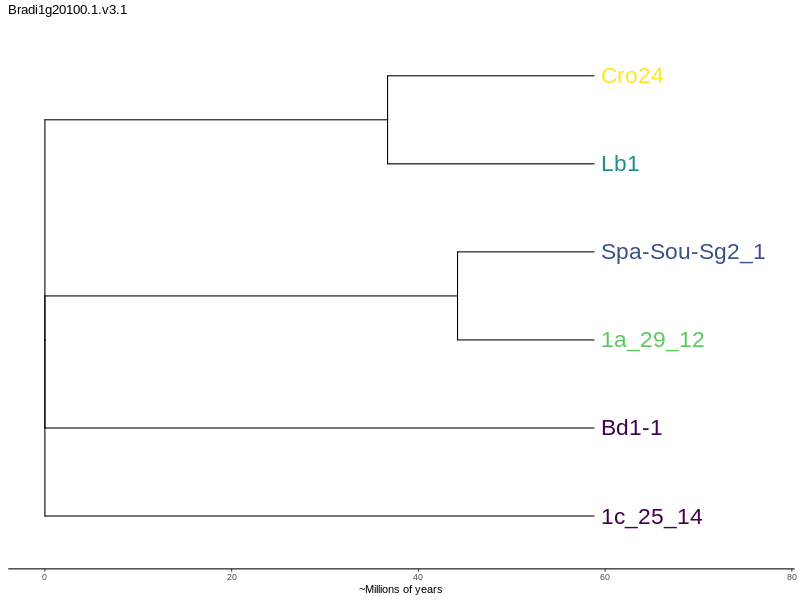 Bradi1g20100.1.v3.1
Cro24
Lb1
Spa-Sou-Sg2_1
1a_29_12
Bd1-1
1c_25_14
0 20 40 60 80
~Millions of years